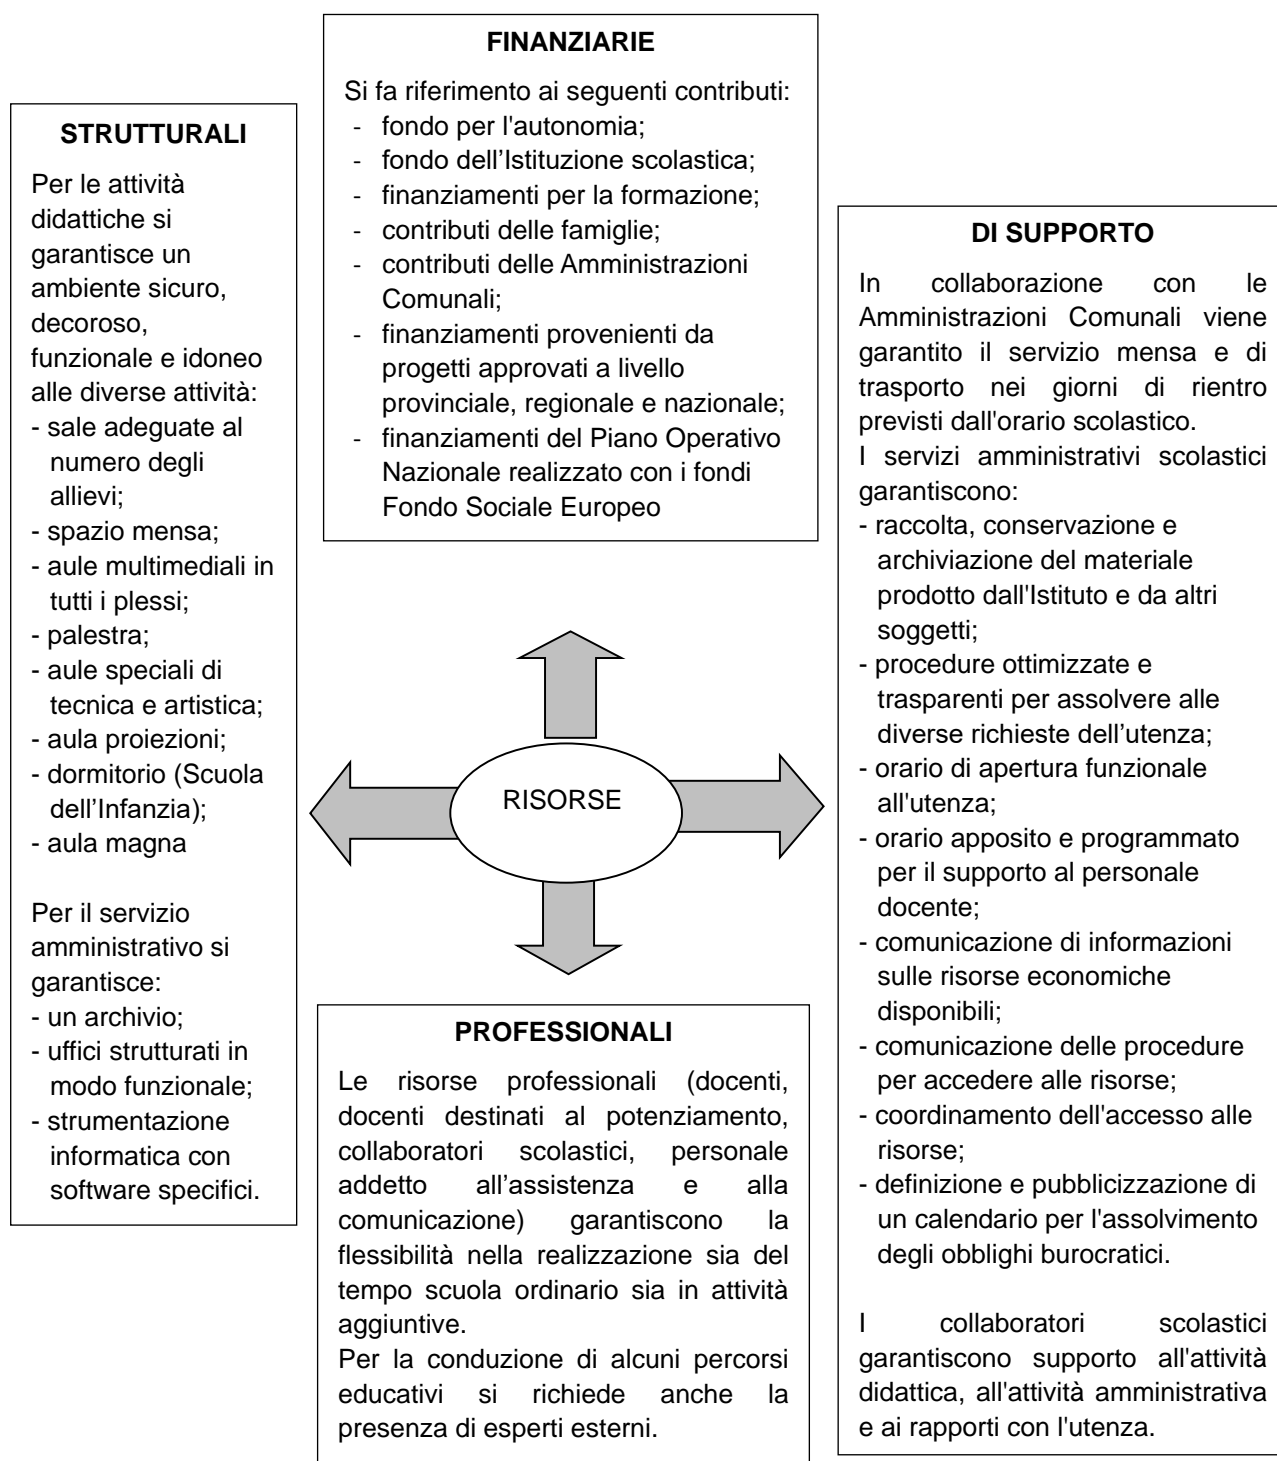 FINANZIARIE
Si fa riferimento ai seguenti contributi:
- fondo per l'autonomia;
- fondo dell’Istituzione scolastica;
- finanziamenti per la formazione;
- contributi delle famiglie;
- contributi delle Amministrazioni
Comunali;
- finanziamenti provenienti da
progetti approvati a livello
provinciale, regionale e nazionale;
- finanziamenti del Piano Operativo
Nazionale realizzato con i fondi
Fondo Sociale Europeo
STRUTTURALI
Per le attività
didattiche si
garantisce un
ambiente sicuro,
decoroso,
funzionale e idoneo
alle diverse attività:
- sale adeguate al
numero degli
allievi;
- spazio mensa;
- aule multimediali in
tutti i plessi;
- palestra;
- aule speciali di
tecnica e artistica;
- aula proiezioni;
- dormitorio (Scuola
dell’Infanzia);
- aula magna
Per il servizio
amministrativo si
garantisce:
- un archivio;
- uffici strutturati in
modo funzionale;
- strumentazione
informatica con
software specifici.
RISORSE
DI SUPPORTO
In collaborazione con le
Amministrazioni Comunali viene
garantito il servizio mensa e di
trasporto nei giorni di rientro
previsti dall'orario scolastico.
I servizi amministrativi scolastici
garantiscono:
- raccolta, conservazione e
archiviazione del materiale
prodotto dall'Istituto e da altri
soggetti;
- procedure ottimizzate e
trasparenti per assolvere alle
diverse richieste dell’utenza;
- orario di apertura funzionale
all'utenza;
- orario apposito e programmato
per il supporto al personale
docente;
- comunicazione di informazioni
sulle risorse economiche
disponibili;
- comunicazione delle procedure
per accedere alle risorse;
- coordinamento dell'accesso alle
risorse;
- definizione e pubblicizzazione di
un calendario per l'assolvimento
degli obblighi burocratici.
I collaboratori scolastici
garantiscono supporto all'attività
didattica, all'attività amministrativa
e ai rapporti con l'utenza.
PROFESSIONALI
Le risorse professionali (docenti,
docenti destinati al potenziamento,
collaboratori scolastici, personale
addetto all’assistenza e alla
comunicazione) garantiscono la
flessibilità nella realizzazione sia del
tempo scuola ordinario sia in attività
aggiuntive.
Per la conduzione di alcuni percorsi
educativi si richiede anche la
presenza di esperti esterni.